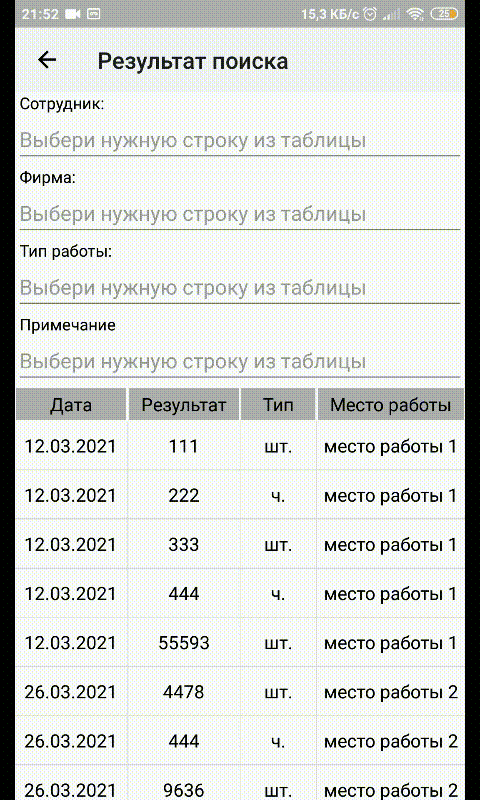 21:52 15,3 КБ/с 25
Результат поиска
Сотрудник:
Выбери нужную строку из таблицы
Фирма:
Выбери нужную строку из таблицы
Тип работы:
Выбери нужную строку из таблицы
Примечание
Выбери нужную строку из таблицы
Дата Результат Тип Место работы
12.03.2021 111 шт. место работы 1
12.03.2021 222 ч. место работы 1
12.03.2021 333 шт. место работы 1
12.03.2021 444 ч. место работы 1
12.03.2021 55593 шт. место работы 1
26.03.2021 4478 шт. место работы 2
26.03.2021 444 ч. место работы 2
26.03.2021 9636 шт. место работы 2